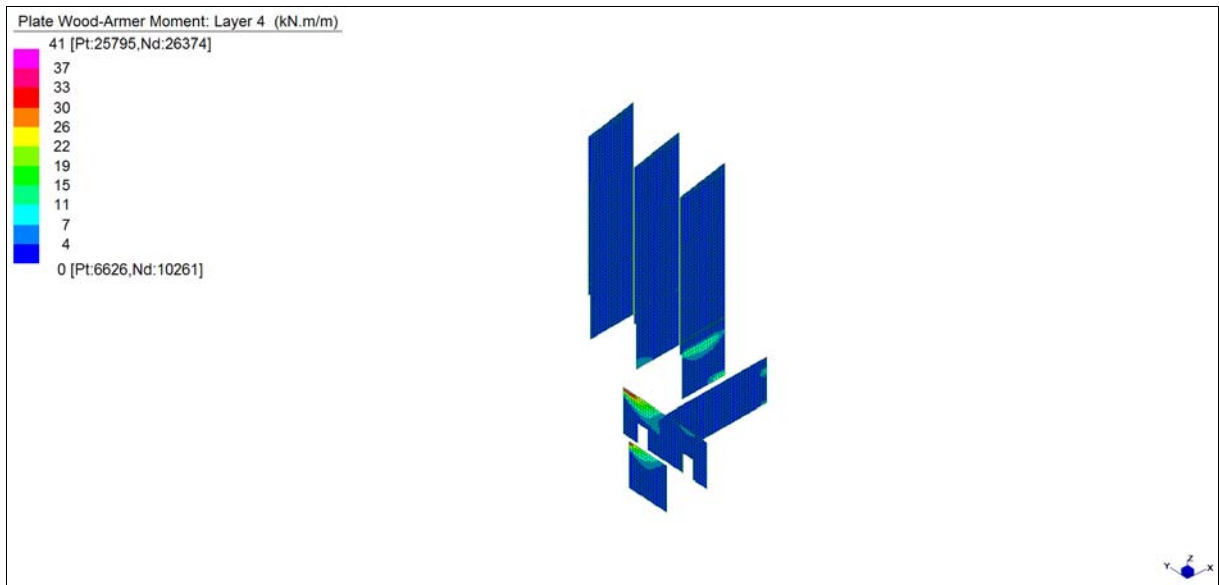 Plate Wood-Armer Moment: Layer 4 (kN.m/m)
41 [Pt:25795,Nd:26374]
37
33
30
26
22
19
15
11
7
4
0 [Pt:6626,Nd:10261]
Z
Y
X